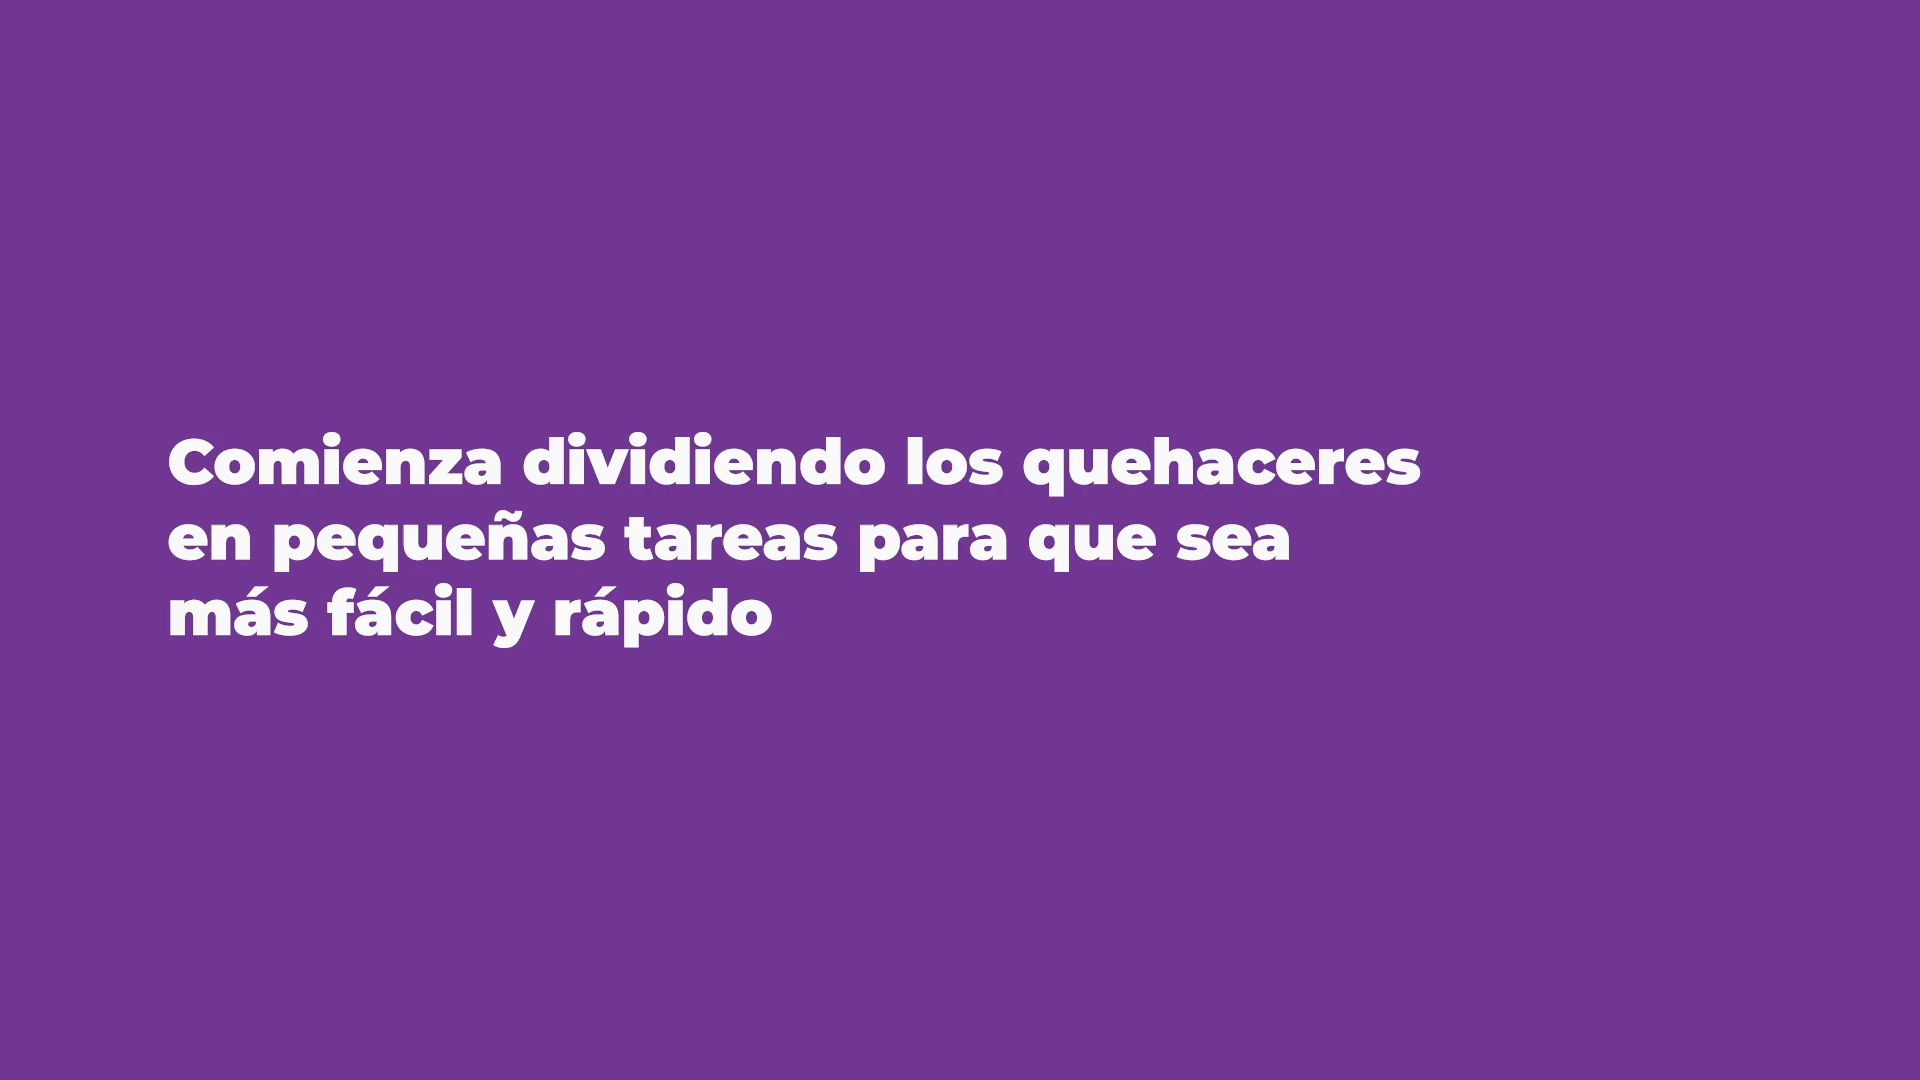 Comienza dividiendo los quehaceres
en pequeñas tareas para que sea
más fácil y rápido